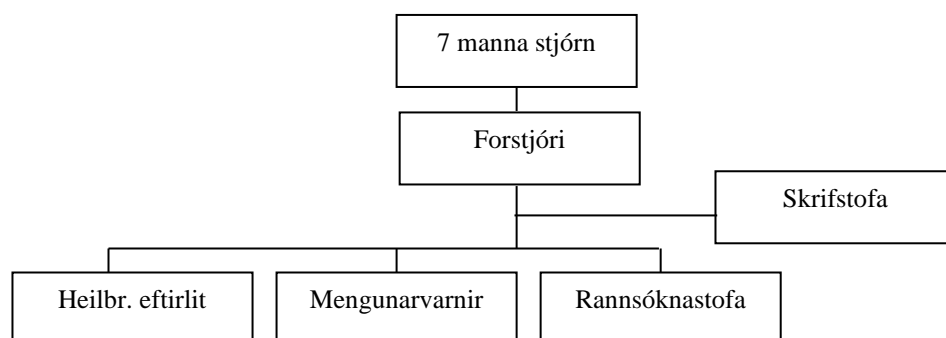 7 manna stjórn
Forstjóri
Skrifstofa
Heilbr. eftirlit
Mengunarvarnir
Rannsóknastofa